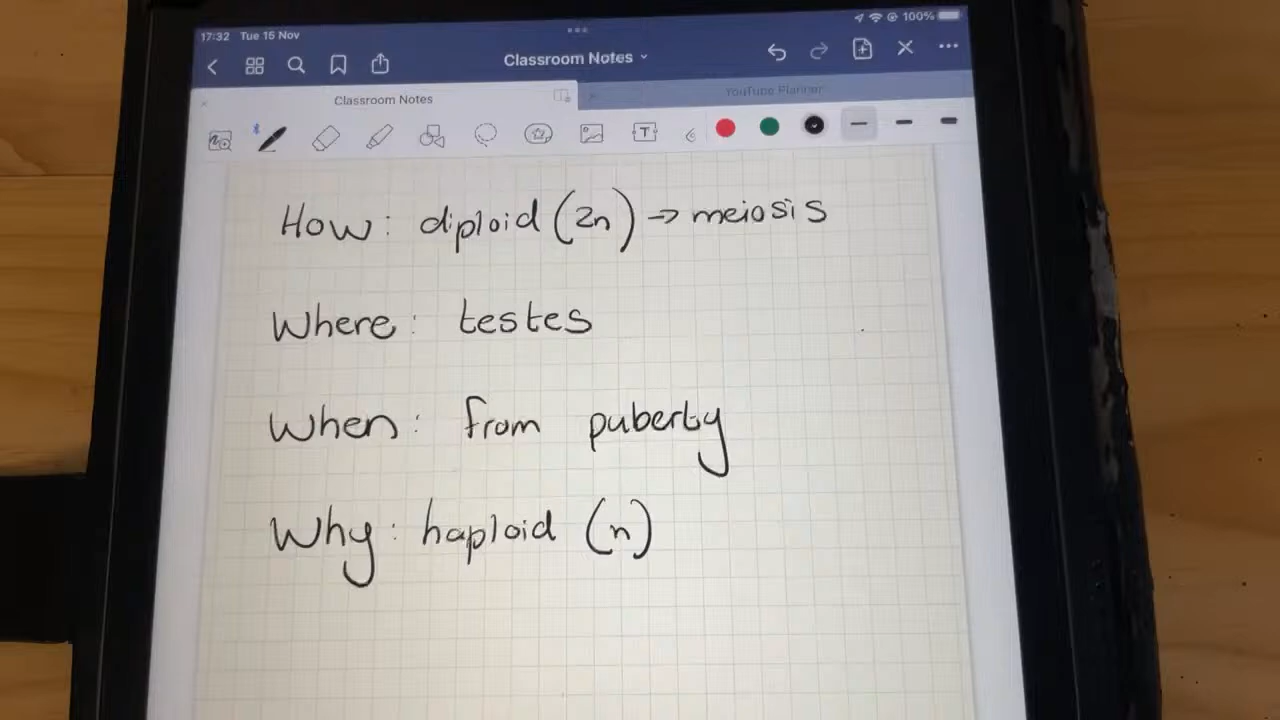 17:32 Tue 15 Nov 100%
Classroom Notes
Classroom Notes YouTube Planner
T
How: diploid (2n) → meiosis
Where: testes
When: from puberty
Why: haploid (n)